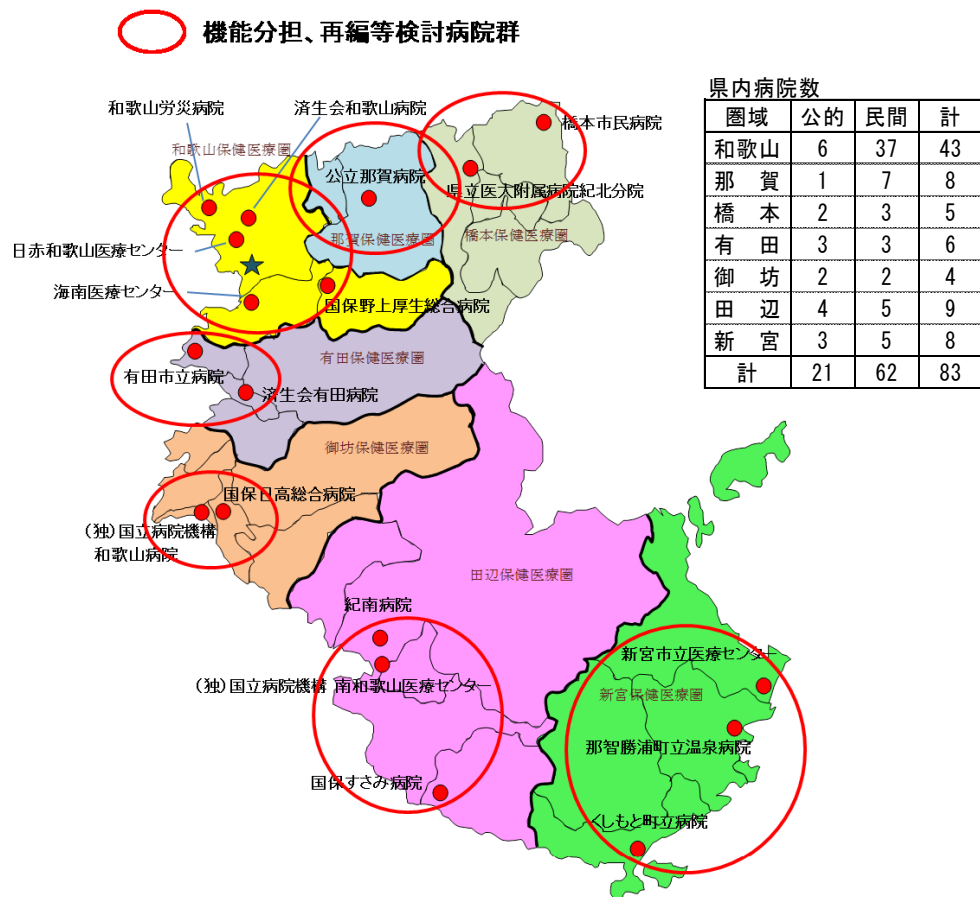 機能分担、再編等検討病院群
県内病院数
圏域 公的 民間 計
和歌山 6 37 43
那 賀 1 7 8
橋 本 2 3 5
有 田 3 3 6
御 坊 2 2 4
田 辺 4 5 9
新 宮 3 5 8
計 21 62 83
和歌山労災病院
済生会和歌山病院
橋本市民病院
和歌山保健医療圏
公立那賀病院
県立医大附属病院紀北分院
那賀保健医療圏
橋本保健医療圏
日赤和歌山医療センター
海南医療センター
国保野上厚生総合病院
有田保健医療圏
有田市立病院
済生会有田病院
御坊保健医療圏
国保日高総合病院
(独)国立病院機構
和歌山病院
田辺保健医療圏
紀南病院
(独)国立病院機構 南和歌山医療センター
国保すさみ病院
新宮市立医療センター
新宮保健医療圏
那智勝浦町立温泉病院
くしもと町立病院